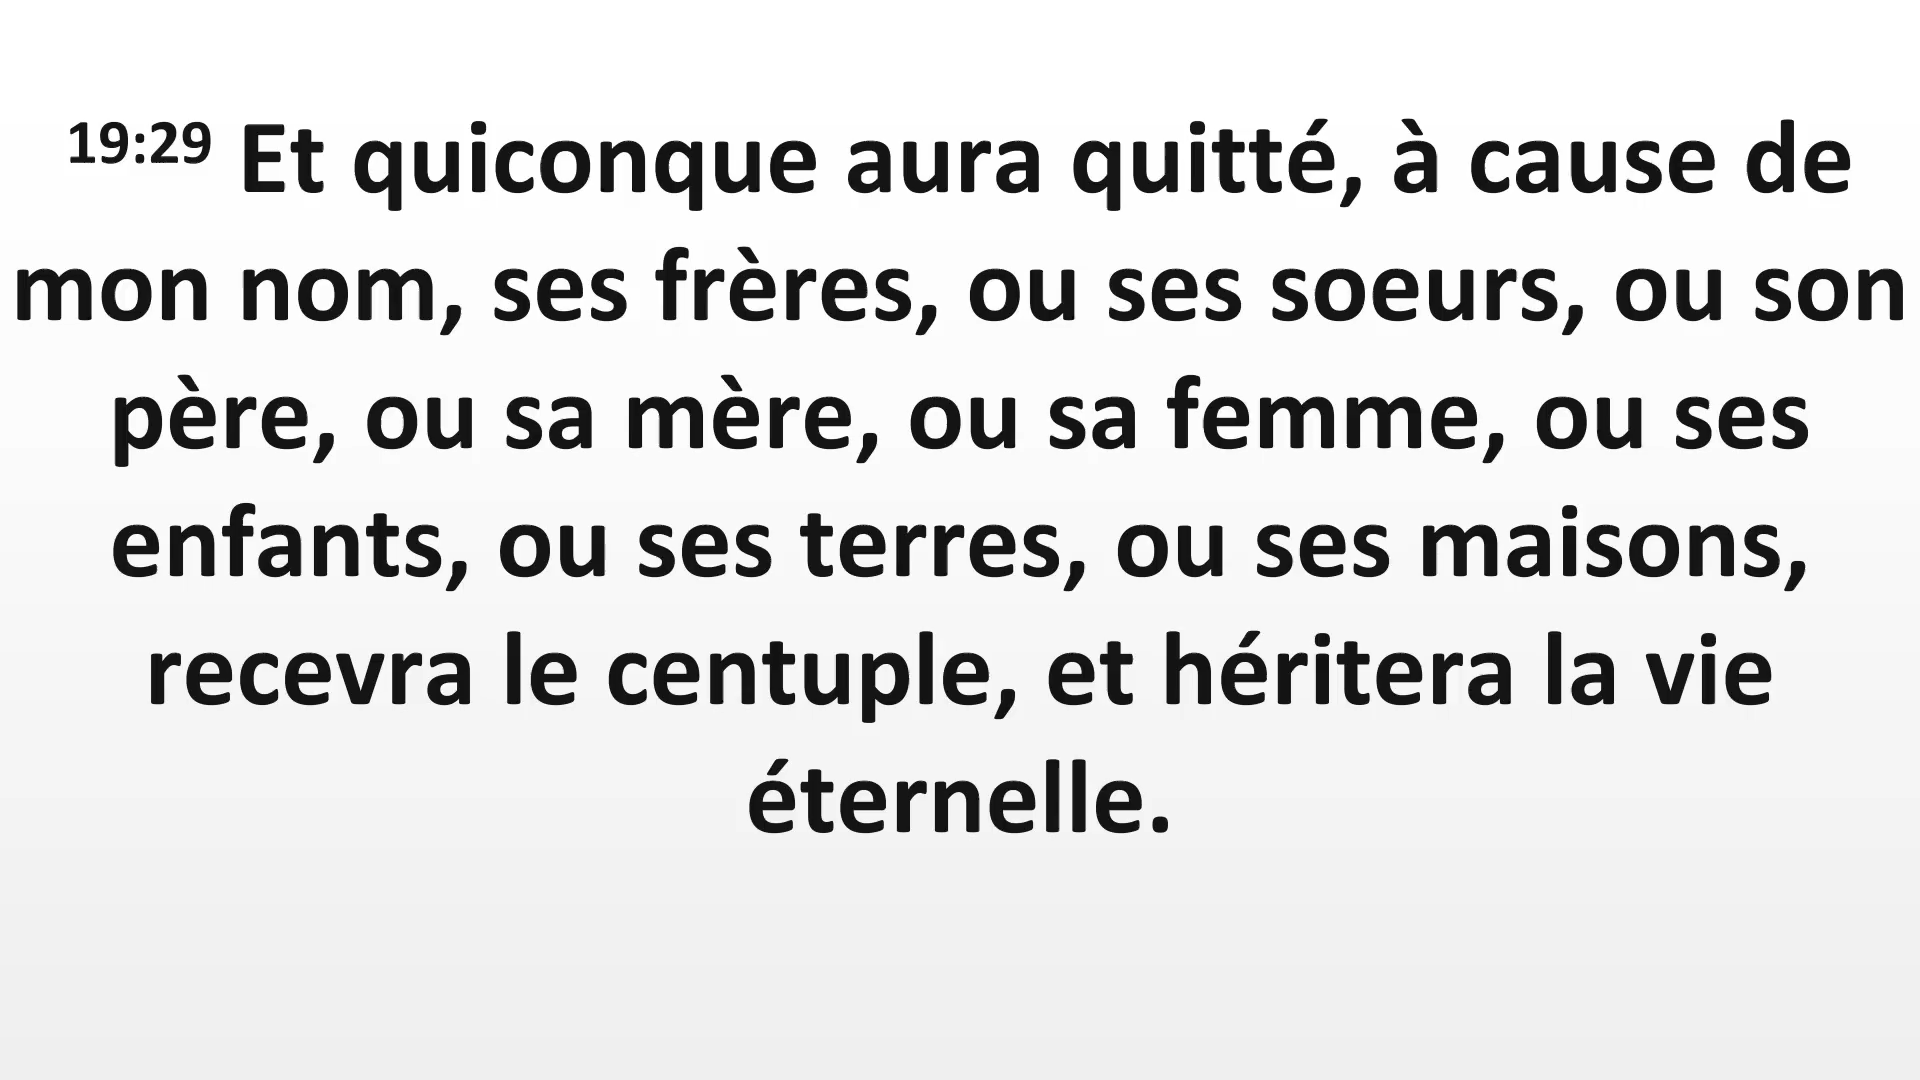 19:29 Et quiconque aura quitté, à cause de
mon nom, ses frères, ou ses soeurs, ou son
père, ou sa mère, ou sa femme, ou ses
enfants, ou ses terres, ou ses maisons,
recevra le centuple, et héritera la vie
éternelle.